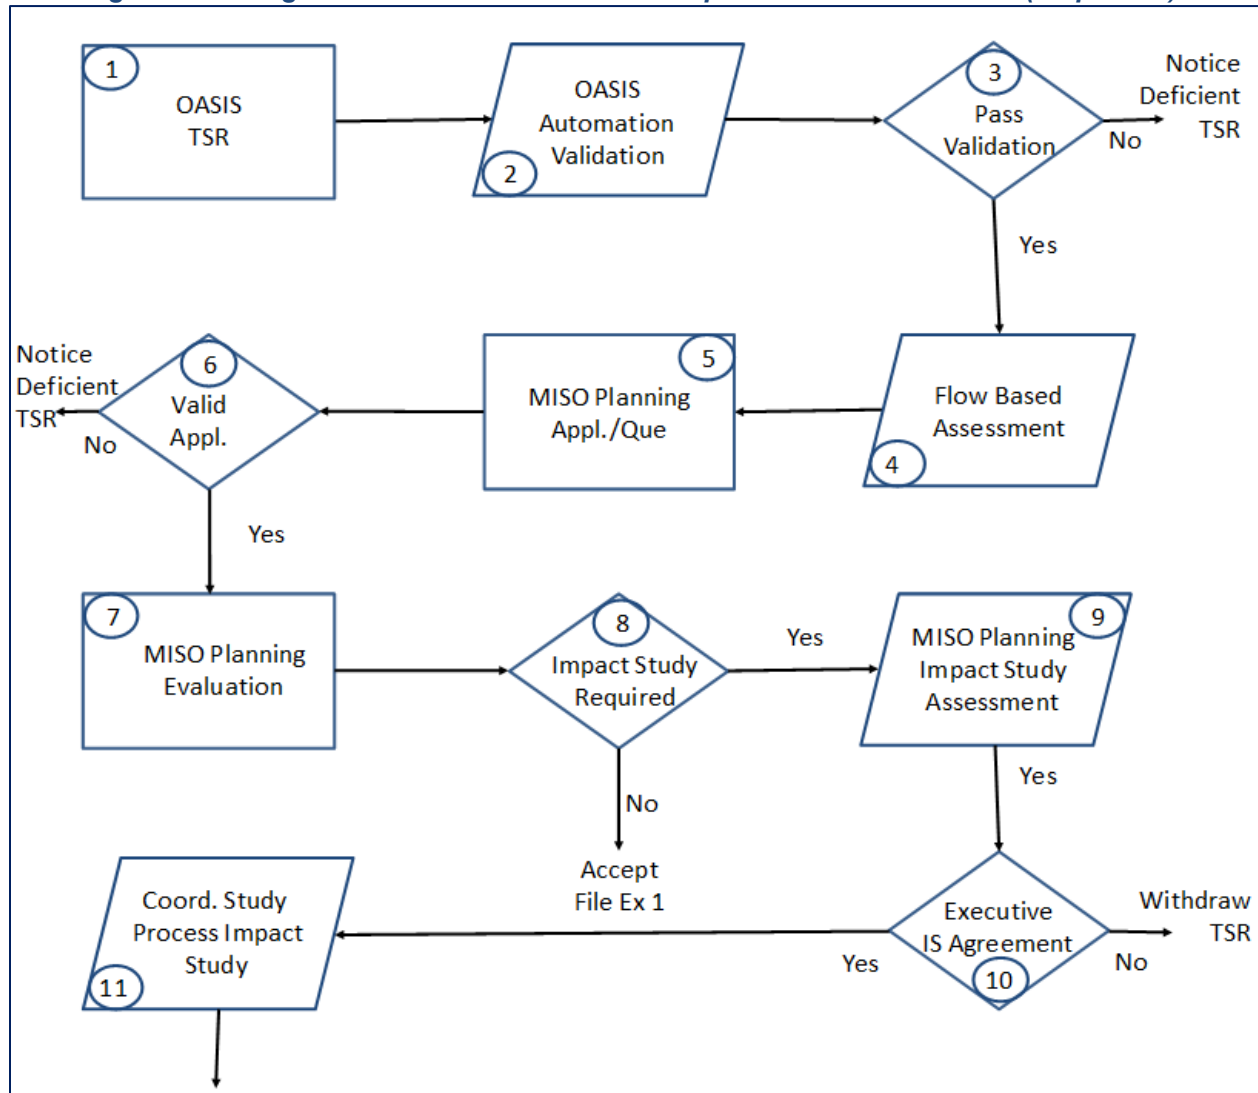 1
OASIS
TSR
OASIS
Automation
Validation
2
3
Pass
Validation
No
Notice
Deficient
TSR
Yes
Flow Based
Assessment
4
5
MISO Planning
Appl./Que
6
Valid
Appl.
Notice
Deficient
TSR
No
Yes
7
MISO Planning
Evaluation
8
Impact Study
Required
Yes
No
Accept
File Ex 1
9
MISO Planning
Impact Study
Assessment
Yes
Executive
IS Agreement
10
No
Withdraw
TSR
Yes
Coord. Study
Process Impact
Study
11